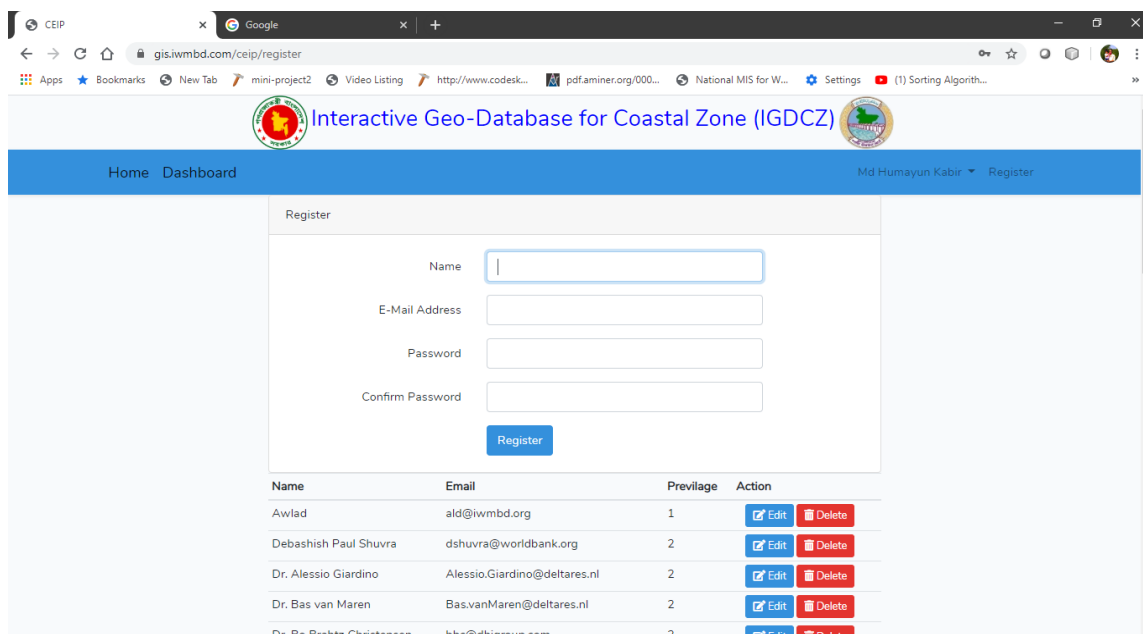 CEIP
Google
gis.iwmbd.com/ceip/register
Apps Bookmarks New Tab mini-project2 Video Listing http://www.codesk... pdf.aminer.org/000... National MIS for W... Settings (1) Sorting Algorith...
Interactive Geo-Database for Coastal Zone (IGDCZ)
Home Dashboard Md Humayun Kabir Register
Register
Name
E-Mail Address
Password
Confirm Password
Register
Name Email Previlage Action
Awlad ald@iwmbd.org 1 Edit Delete
Debashish Paul Shuvra dshuvra@worldbank.org 2 Edit Delete
Dr. Alessio Giardino Alessio.Giardino@deltares.nl 2 Edit Delete
Dr. Bas van Maren Bas.vanMaren@deltares.nl 2 Edit Delete